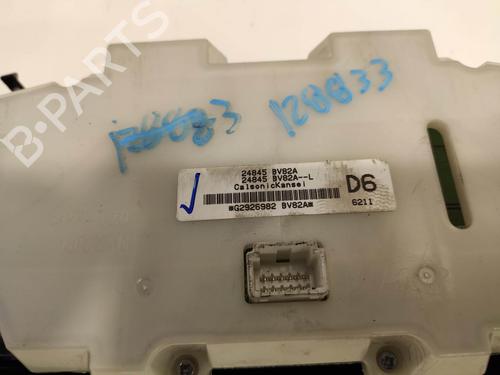 B-PARTS
128833
24845 BV82A
24845 BV82A--L
CalsonicKansei
D6
*G2926982 BV82A*
6211